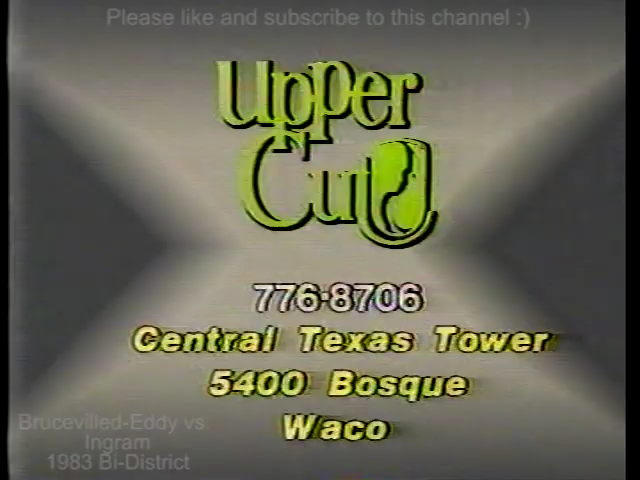 Please like and subscribe to this channel :)
Upper
Cut
776-8706
Central Texas Tower
5400 Bosque
Waco
Brucevilled-Eddy vs.
Ingram
1983 Bi-District